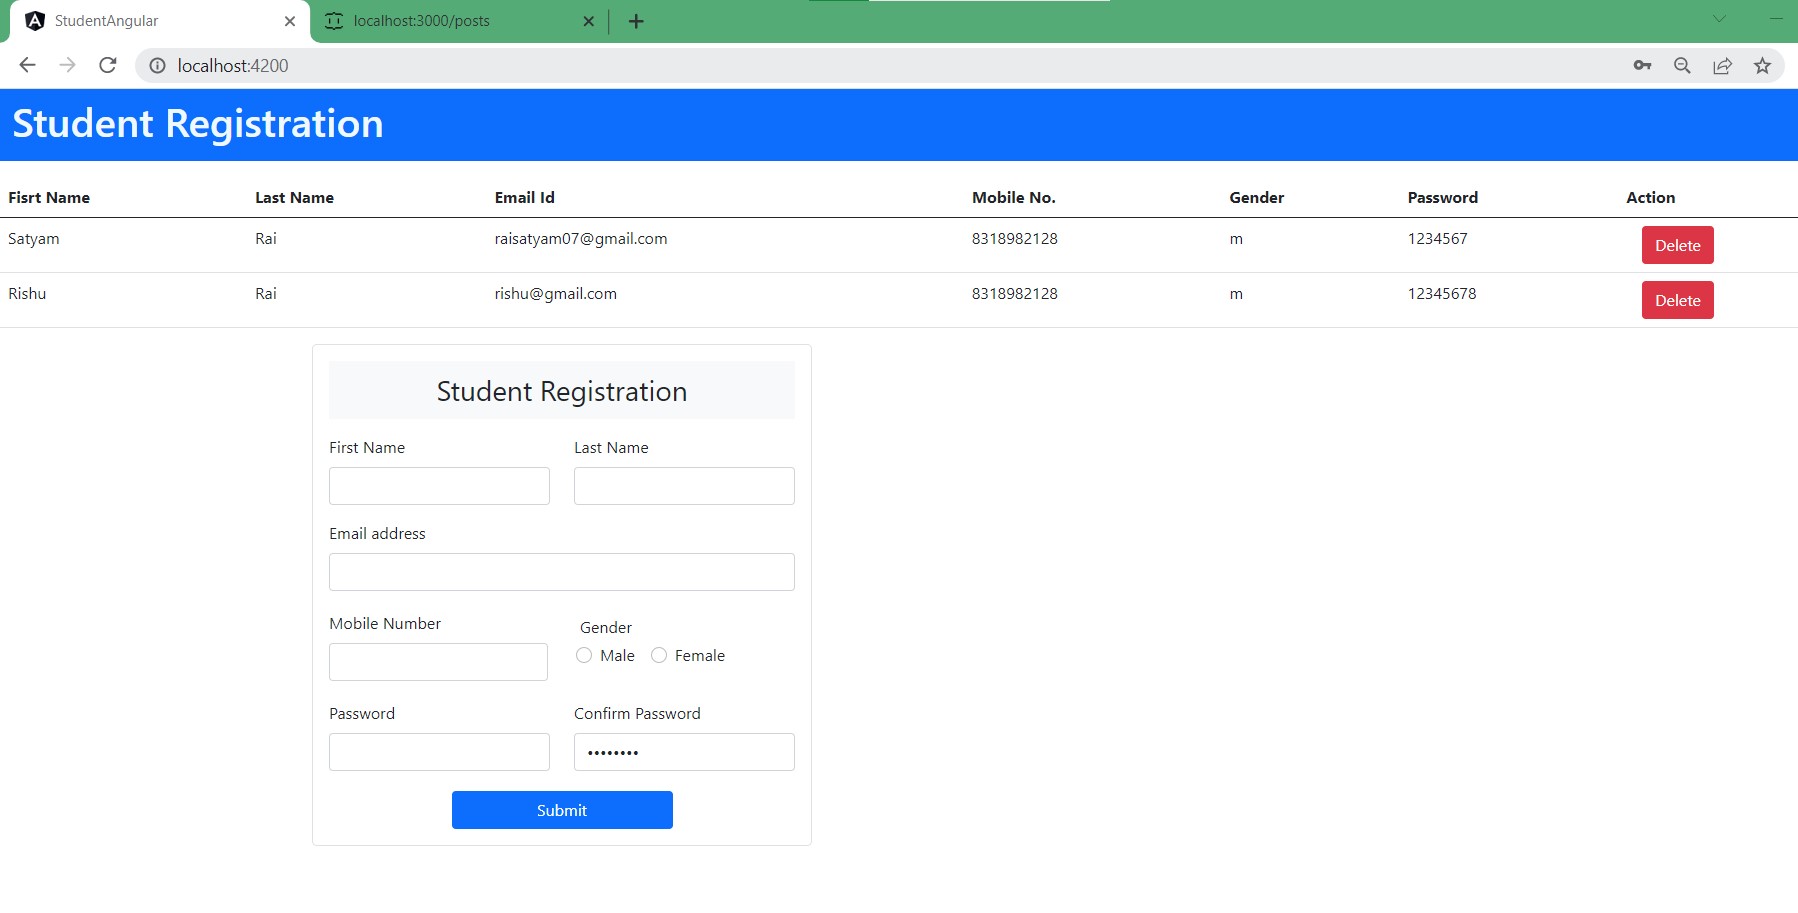 StudentAngular
localhost:3000/posts
localhost:4200
Student Registration
Fisrt Name Last Name Email Id Mobile No. Gender Password Action
Satyam Rai raisatyam07@gmail.com 8318982128 m 1234567 Delete
Rishu Rai rishu@gmail.com 8318982128 m 12345678 Delete
Student Registration
First Name Last Name
Email address
Mobile Number Gender
Male Female
Password Confirm Password
••••••••
Submit